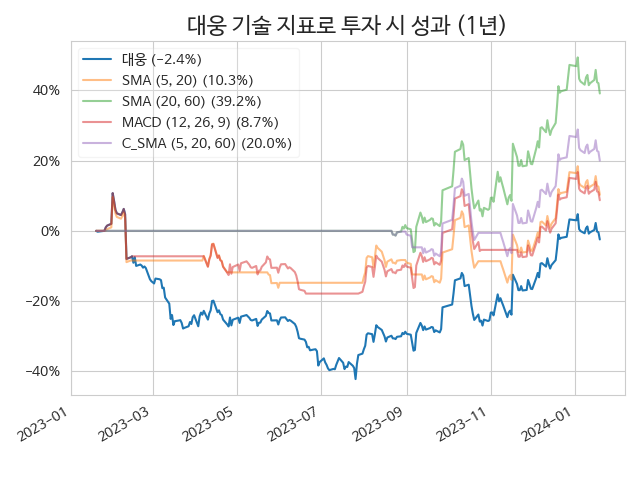 대웅 기술 지표로 투자 시 성과 (1년)
대웅 (−2.4%)
SMA (5, 20) (10.3%)
SMA (20, 60) (39.2%)
MACD (12, 26, 9) (8.7%)
C_SMA (5, 20, 60) (20.0%)
40%
20%
0%
−20%
−40%
2023−01
2023−03
2023−05
2023−07
2023−09
2023−11
2024−01